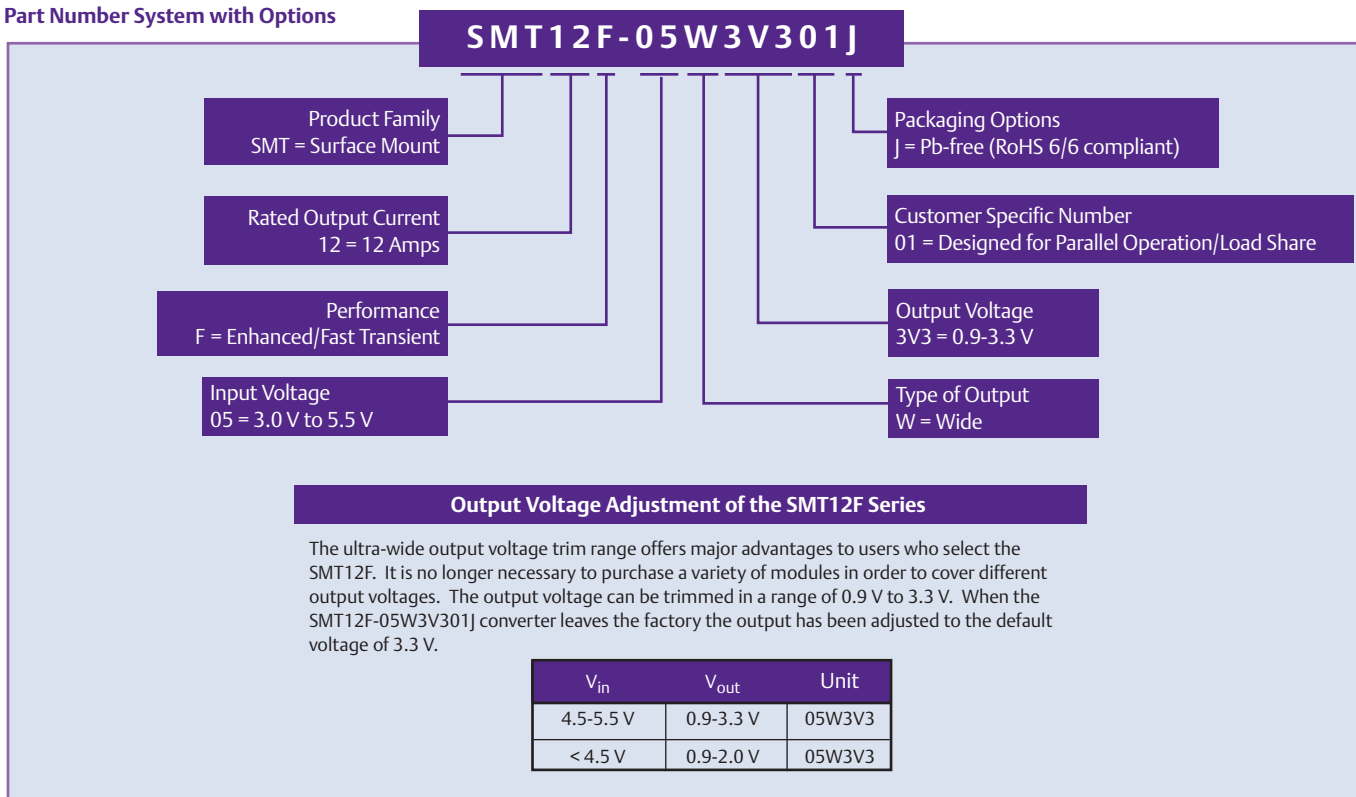 Part Number System with Options
SMT12F-05W3V301J
Product Family
SMT = Surface Mount
Rated Output Current
12 = 12 Amps
Performance
F = Enhanced/Fast Transient
Input Voltage
05 = 3.0 V to 5.5 V
Packaging Options
J = Pb-free (RoHS 6/6 compliant)
Customer Specific Number
01 = Designed for Parallel Operation/Load Share
Output Voltage
3V3 = 0.9-3.3 V
Type of Output
W = Wide
Output Voltage Adjustment of the SMT12F Series
The ultra-wide output voltage trim range offers major advantages to users who select the
SMT12F. It is no longer necessary to purchase a variety of modules in order to cover different
output voltages. The output voltage can be trimmed in a range of 0.9 V to 3.3 V. When the
SMT12F-05W3V301J converter leaves the factory the output has been adjusted to the default
voltage of 3.3 V.
Vin Vout Unit
4.5-5.5 V 0.9-3.3 V 05W3V3
< 4.5 V 0.9-2.0 V 05W3V3